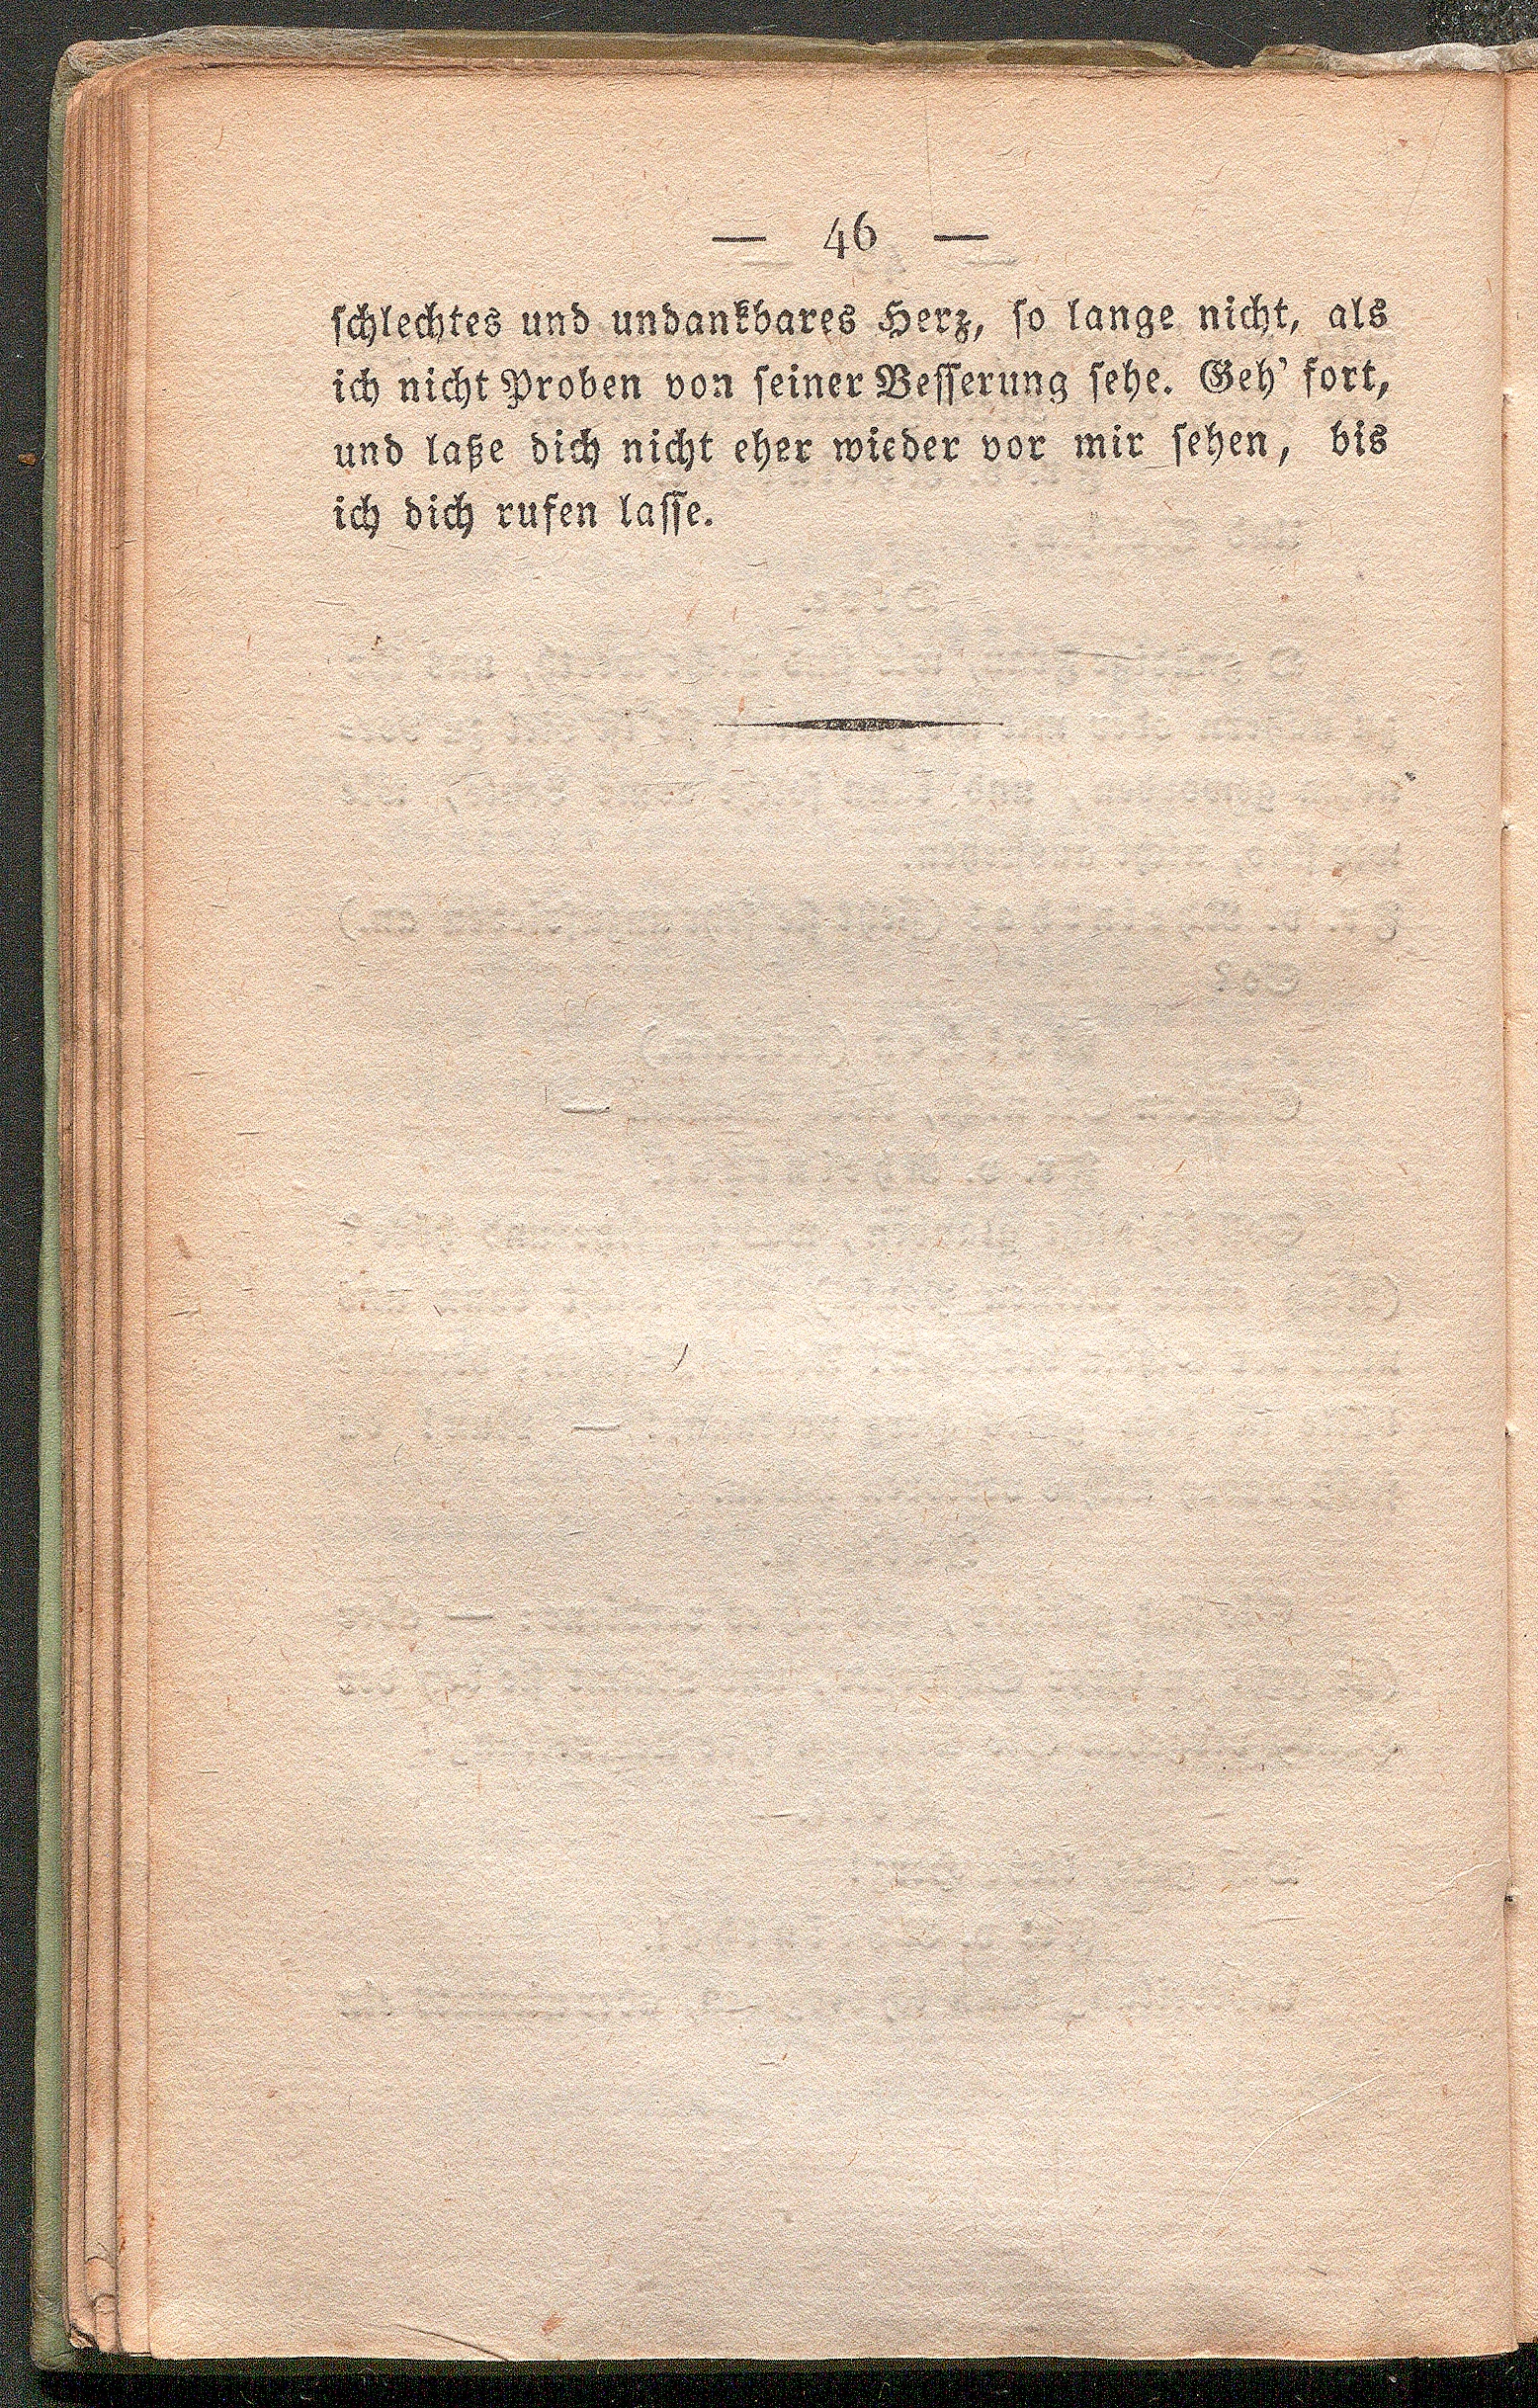 — 46 —
schlechtes und undankbares Herz, so lange nicht, als
ich nicht Proben von seiner Besserung sehe. Geh' fort,
und laße dich nicht eher wieder vor mir sehen, bis
ich dich rufen lasse.